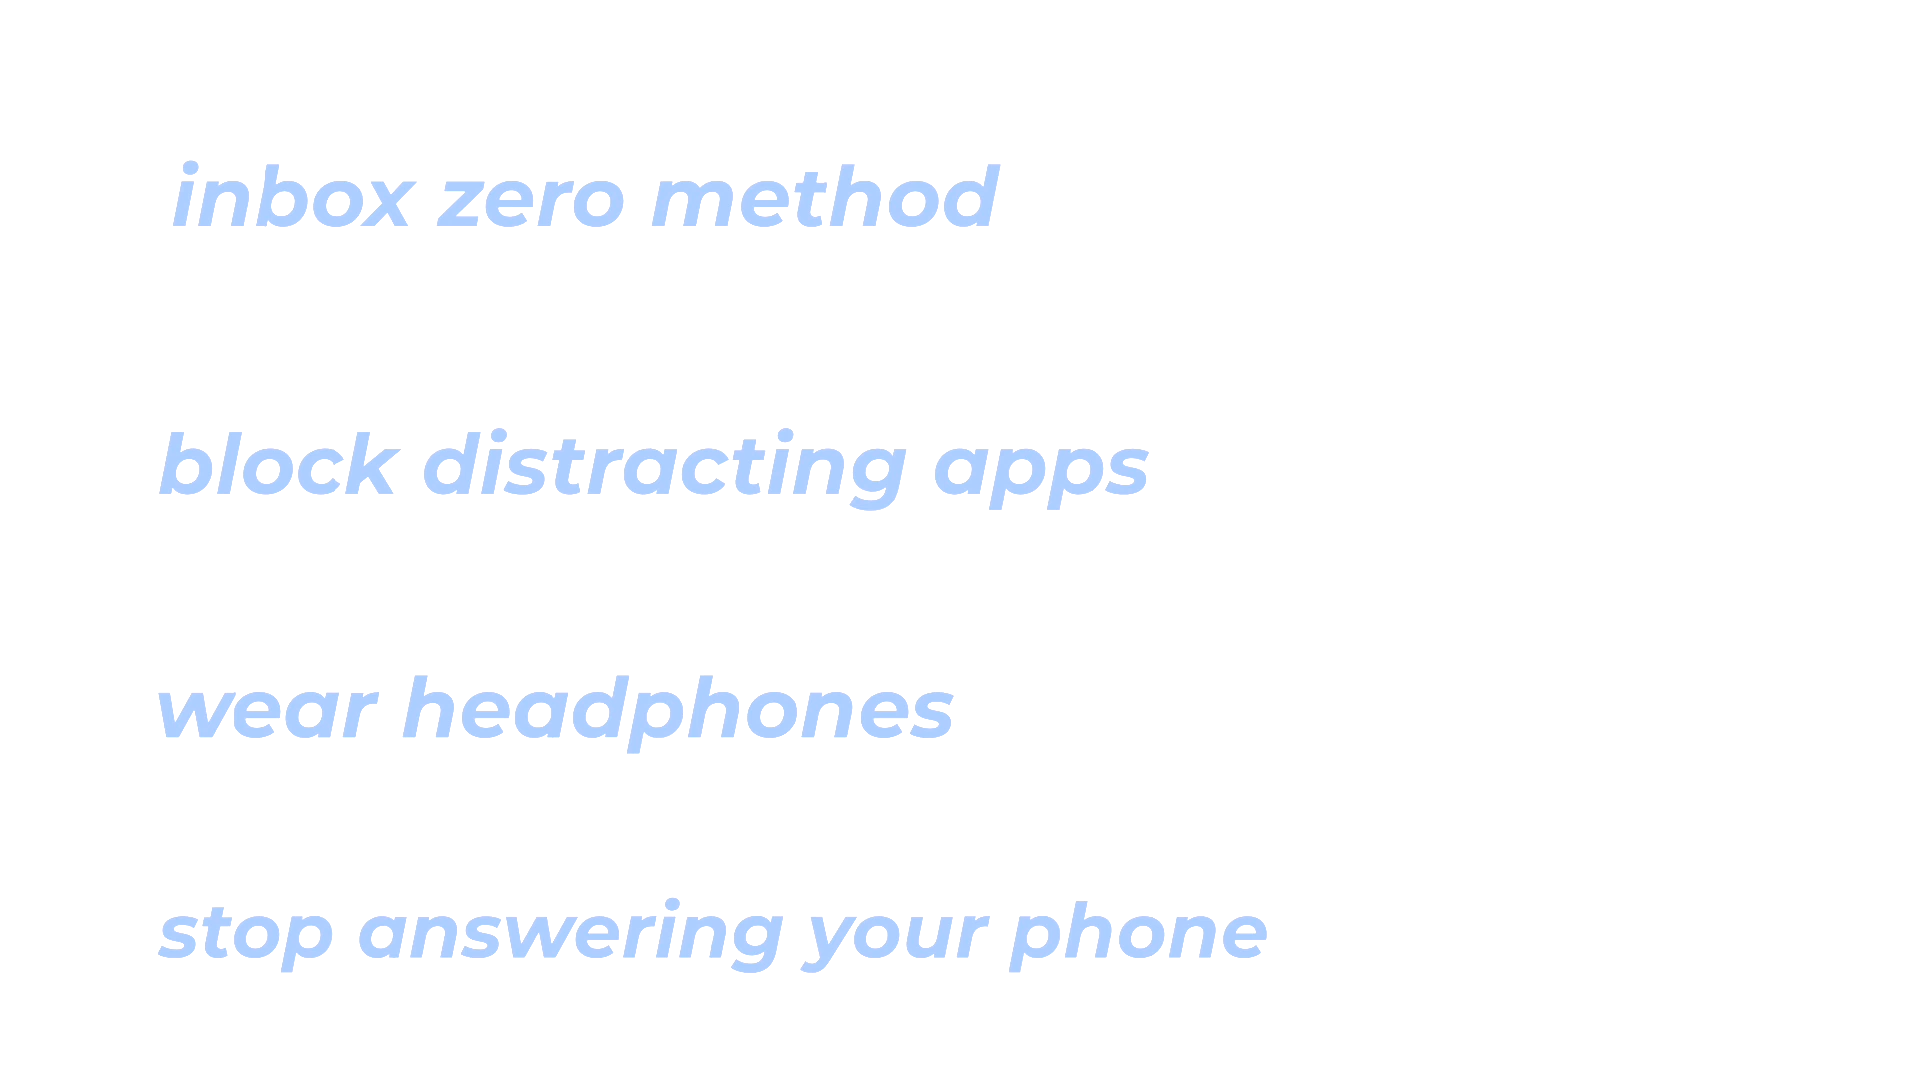 inbox zero method
block distracting apps
wear headphones
stop answering your phone